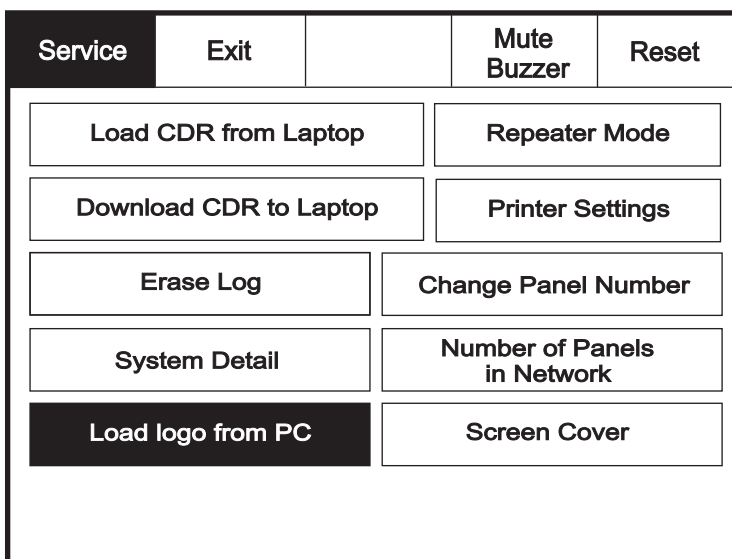 Service
Exit
Mute
Buzzer
Reset
Load CDR from Laptop
Repeater Mode
Download CDR to Laptop
Printer Settings
Erase Log
Change Panel Number
System Detail
Number of Panels
in Network
Load logo from PC
Screen Cover